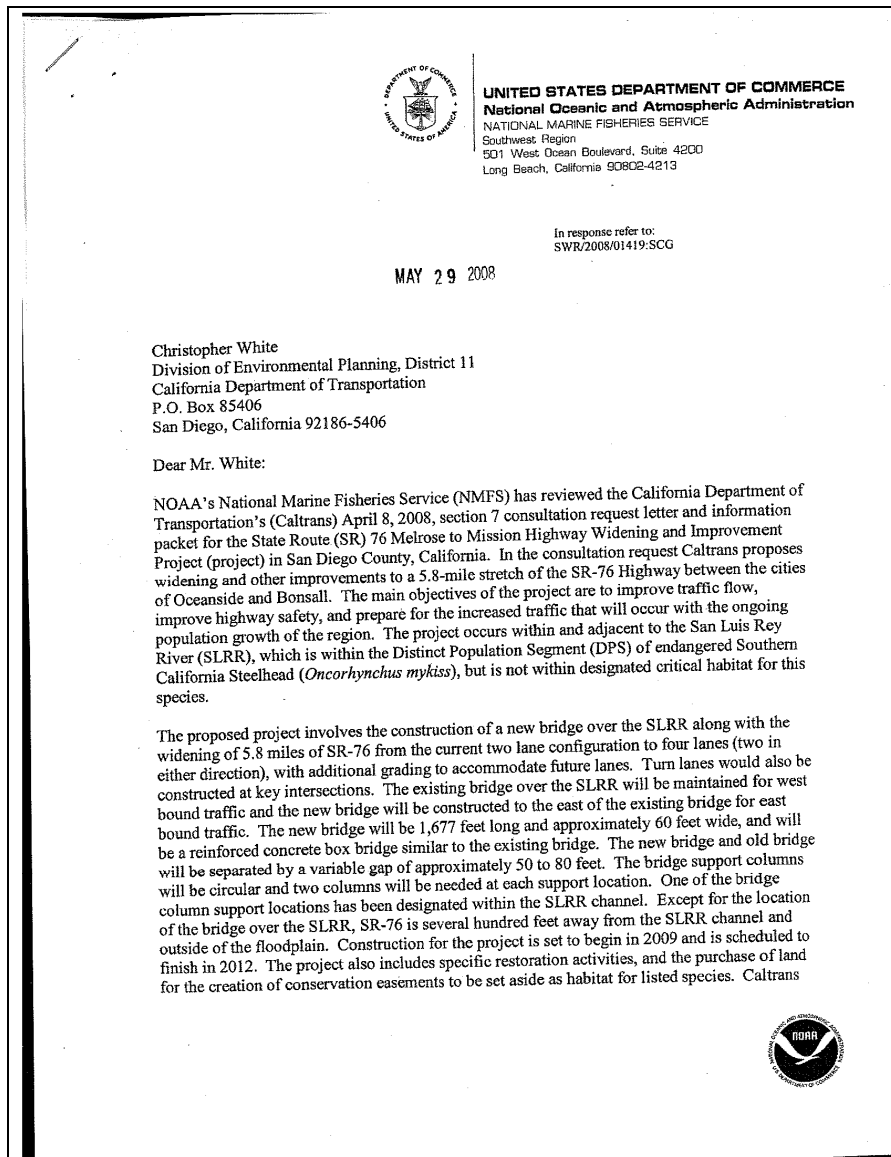 DEPARTMENT OF COMMERCE
UNITED STATES OF AMERICA
UNITED STATES DEPARTMENT OF COMMERCE
National Oceanic and Atmospheric Administration
NATIONAL MARINE FISHERIES SERVICE
Southwest Region
501 West Ocean Boulevard, Suite 4200
Long Beach, California 90802-4213
In response refer to:
SWR/2008/01419:SCG
MAY 29 2008
Christopher White
Division of Environmental Planning, District 11
California Department of Transportation
P.O. Box 85406
San Diego, California 92186-5406
Dear Mr. White:
NOAA's National Marine Fisheries Service (NMFS) has reviewed the California Department of
Transportation's (Caltrans) April 8, 2008, section 7 consultation request letter and information
packet for the State Route (SR) 76 Melrose to Mission Highway Widening and Improvement
Project (project) in San Diego County, California. In the consultation request Caltrans proposes
widening and other improvements to a 5.8-mile stretch of the SR-76 Highway between the cities
of Oceanside and Bonsall. The main objectives of the project are to improve traffic flow,
improve highway safety, and prepare for the increased traffic that will occur with the ongoing
population growth of the region. The project occurs within and adjacent to the San Luis Rey
River (SLRR), which is within the Distinct Population Segment (DPS) of endangered Southern
California Steelhead (Oncorhynchus mykiss), but is not within designated critical habitat for this
species.
The proposed project involves the construction of a new bridge over the SLRR along with the
widening of 5.8 miles of SR-76 from the current two lane configuration to four lanes (two in
either direction), with additional grading to accommodate future lanes. Turn lanes would also be
constructed at key intersections. The existing bridge over the SLRR will be maintained for west
bound traffic and the new bridge will be constructed to the east of the existing bridge for east
bound traffic. The new bridge will be 1,677 feet long and approximately 60 feet wide, and will
be a reinforced concrete box bridge similar to the existing bridge. The new bridge and old bridge
will be separated by a variable gap of approximately 50 to 80 feet. The bridge support columns
will be circular and two columns will be needed at each support location. One of the bridge
column support locations has been designated within the SLRR channel. Except for the location
of the bridge over the SLRR, SR-76 is several hundred feet away from the SLRR channel and
outside of the floodplain. Construction for the project is set to begin in 2009 and is scheduled to
finish in 2012. The project also includes specific restoration activities, and the purchase of land
for the creation of conservation easements to be set aside as habitat for listed species. Caltrans
NATIONAL OCEANIC AND ATMOSPHERIC ADMINISTRATION
NOAA
U.S. DEPARTMENT OF COMMERCE